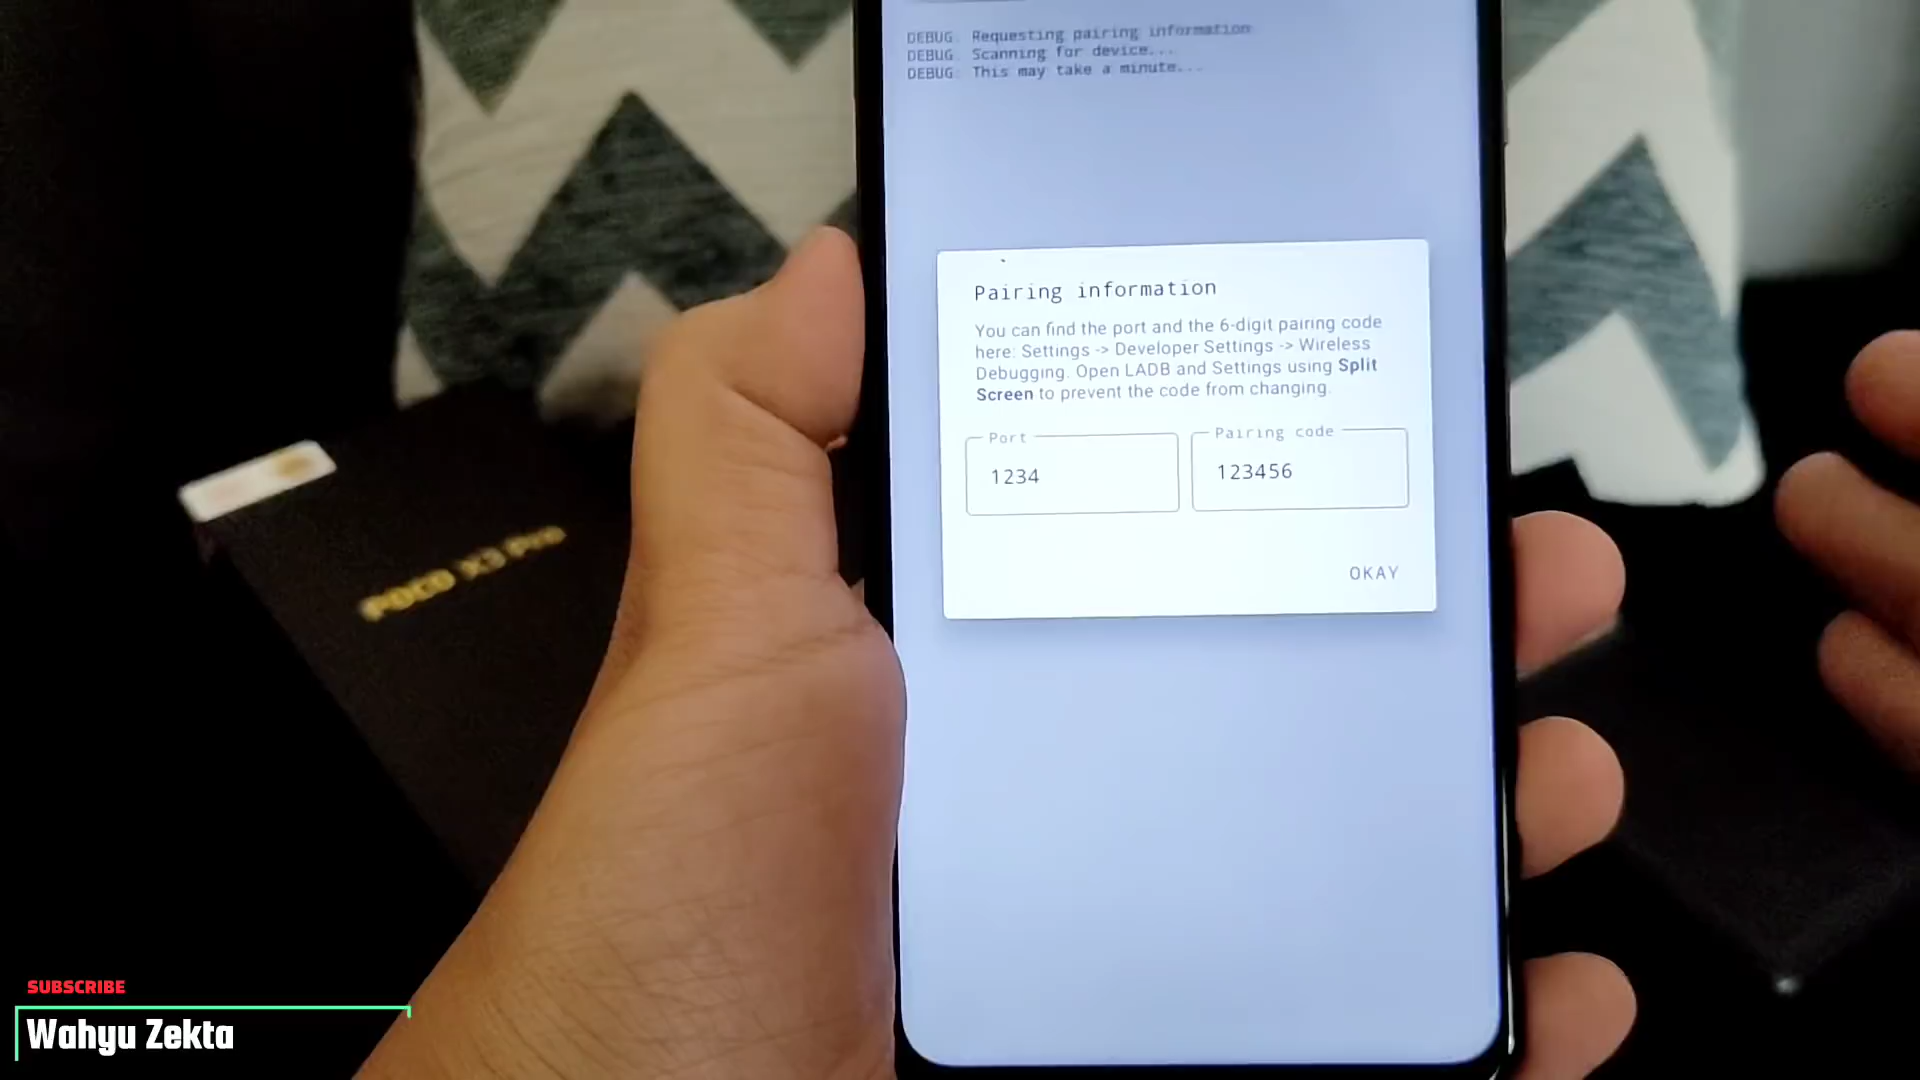 DEBUG: Requesting pairing information
DEBUG: Scanning for device...
DEBUG: This may take a minute...
Pairing information
You can find the port and the 6-digit pairing code
here: Settings -> Developer Settings -> Wireless
Debugging. Open LADB and Settings using Split
Screen to prevent the code from changing.
Port
Pairing code
1234
123456
OKAY
POCO X3 Pro
SUBSCRIBE
Wahyu Zekta